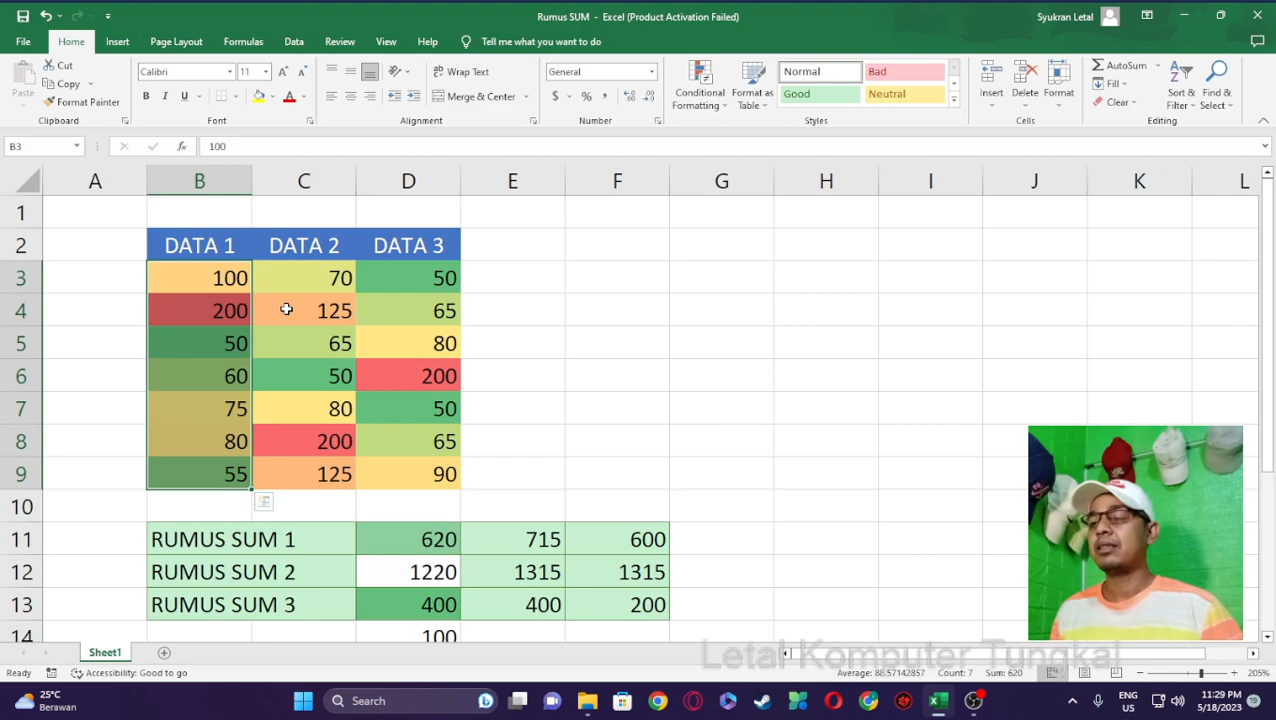 Rumus SUM - Excel (Product Activation Failed)
Syukran Letal
File Home Insert Page Layout Formulas Data Review View Help Tell me what you want to do
Paste
Cut
Copy
Format Painter
Clipboard
Calibri 11
B I U
Font
Wrap Text
Merge & Center
Alignment
General
$ % ,
Number
Conditional Formatting
Format as Table
Normal Bad
Good Neutral
Styles
Insert Delete Format
Cells
AutoSum
Fill
Clear
Sort & Filter
Find & Select
Editing
B3 fx 100
A B C D E F G H I J K L
1
2 DATA 1 DATA 2 DATA 3
3 100 70 50
4 200 125 65
5 50 65 80
6 60 50 200
7 75 80 50
8 80 200 65
9 55 125 90
10
11 RUMUS SUM 1 620 715 600
12 RUMUS SUM 2 1220 1315 1315
13 RUMUS SUM 3 400 400 200
14 100
Sheet1
Letal Komputer Tungkal
Ready Accessibility: Good to go Average: 88.57142857 Count: 7 Sum: 620 205%
25°C
Berawan
Search
ENG
US
11:29 PM
5/18/2023